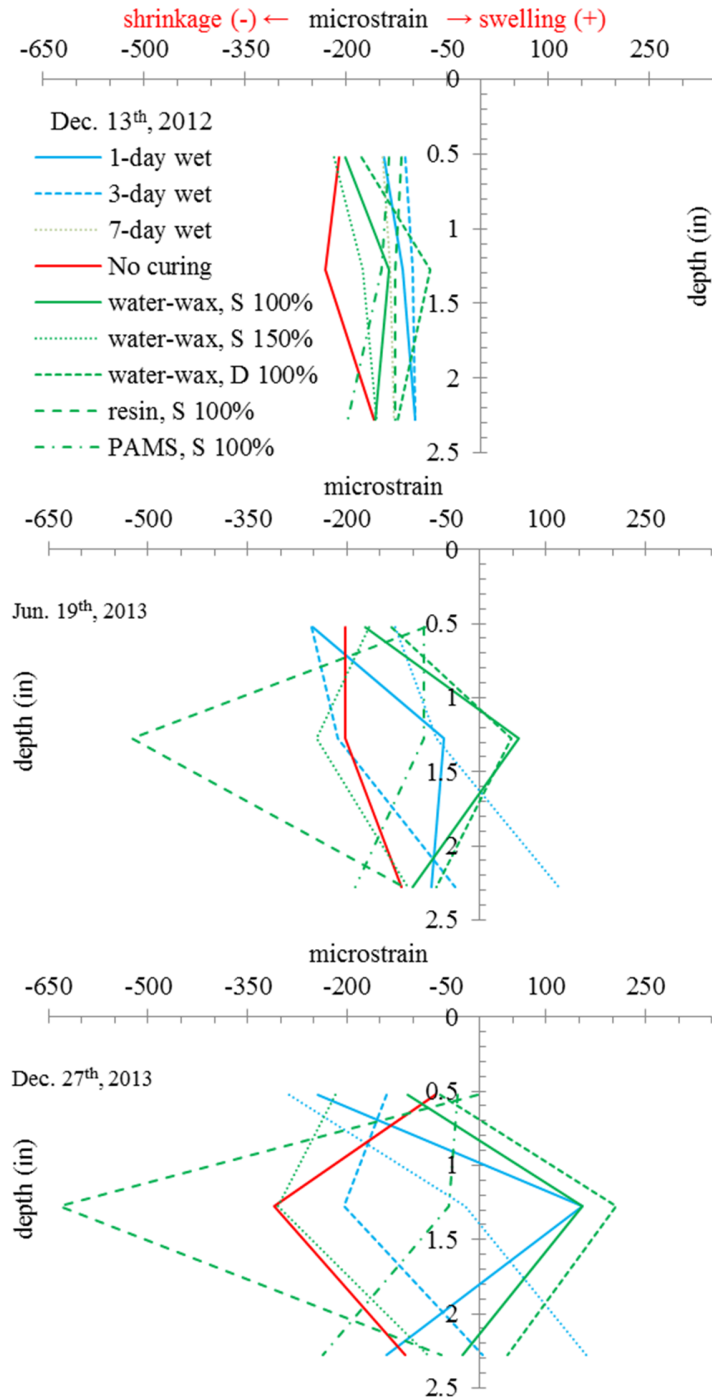 shrinkage (-) ← microstrain → swelling (+)
-650 -500 -350 -200 -50 100 250
0
Dec. 13th, 2012
1-day wet
3-day wet
7-day wet
No curing
water-wax, S 100%
water-wax, S 150%
water-wax, D 100%
resin, S 100%
PAMS, S 100%
0.5
1
1.5
2
2.5
depth (in)
microstrain
-650 -500 -350 -200 -50 100 250
0
Jun. 19th, 2013
0.5
1
1.5
2
2.5
depth (in)
microstrain
-650 -500 -350 -200 -50 100 250
0
Dec. 27th, 2013
0.5
1
1.5
2
2.5
depth (in)